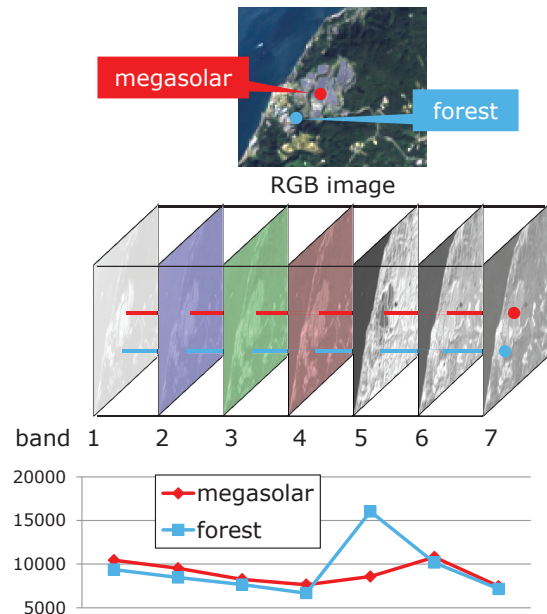 megasolar
forest
RGB image
band 1 2 3 4 5 6 7
20000
15000
10000
5000
megasolar
forest